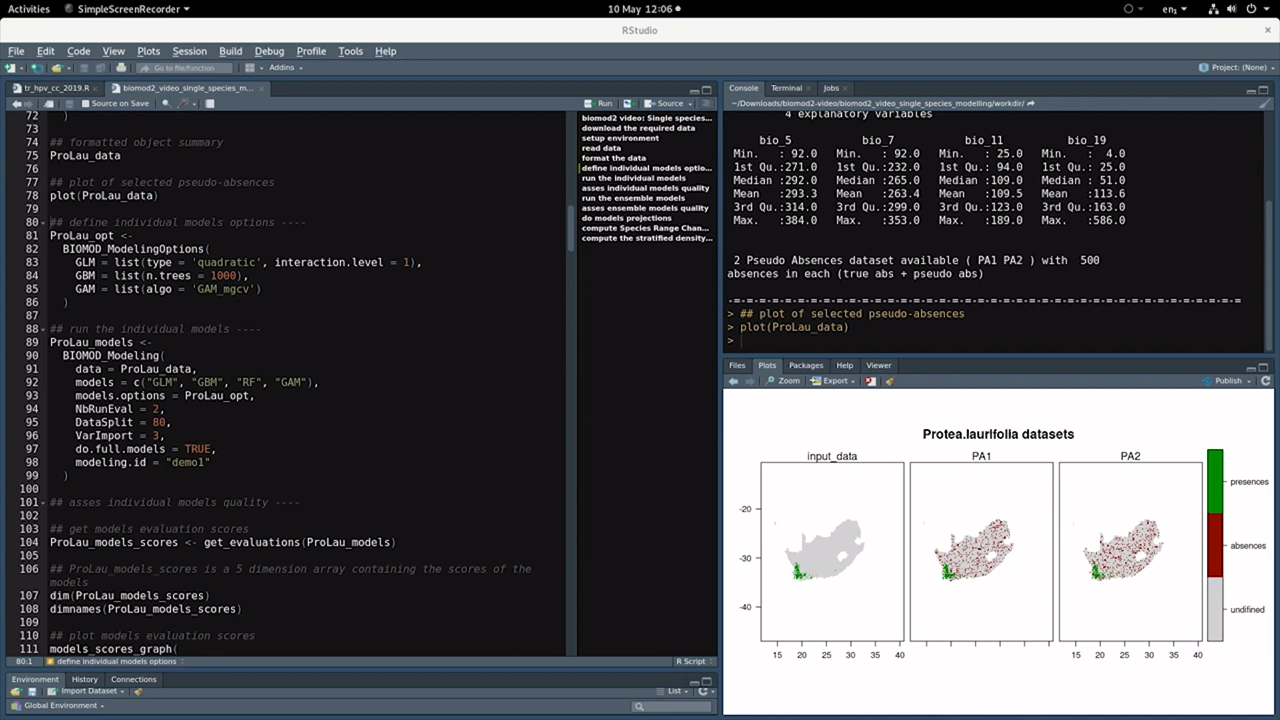 Activities SimpleScreenRecorder 10 May 12:06 en1
RStudio
File Edit Code View Plots Session Build Debug Profile Tools Help
Go to file/function Addins Project: (None)
tr_hpv_cc_2019.R biomod2_video_single_species_m...
Source on Save Run Source
72 )
73
74 ## formatted object summary
75 ProLau_data
76
77 ## plot of selected pseudo-absences
78 plot(ProLau_data)
79
80 ## define individual models options ----
81 ProLau_opt <-
82 BIOMOD_ModelingOptions(
83 GLM = list(type = 'quadratic', interaction.level = 1),
84 GBM = list(n.trees = 1000),
85 GAM = list(algo = 'GAM_mgcv')
86 )
87
88 ## run the individual models ----
89 ProLau_models <-
90 BIOMOD_Modeling(
91 data = ProLau_data,
92 models = c("GLM", "GBM", "RF", "GAM"),
93 models.options = ProLau_opt,
94 NbRunEval = 2,
95 DataSplit = 80,
96 VarImport = 3,
97 do.full.models = TRUE,
98 modeling.id = "demo1"
99 )
100
101 ## asses individual models quality ----
102
103 ## get models evaluation scores
104 ProLau_models_scores <- get_evaluations(ProLau_models)
105
106 ## ProLau_models_scores is a 5 dimension array containing the scores of the
models
107 dim(ProLau_models_scores)
108 dimnames(ProLau_models_scores)
109
110 ## plot models evaluation scores
111 models_scores_graph(
80:1 define individual models options R Script
biomod2 video: Single species...
download the required data
setup environment
read data
format the data
define individual models optio...
run the individual models
asses individual models quality
run the ensemble models
asses ensemble models quality
do models projections
compute Species Range Chan...
compute the stratified density...
Environment History Connections
Import Dataset List
Global Environment
Console Terminal Jobs
~/Downloads/biomod2-video/biomod2_video_single_species_modelling/workdir/
4 explanatory variables
bio_5 bio_7 bio_11 bio_19
Min. : 92.0 Min. : 92.0 Min. : 25.0 Min. : 4.0
1st Qu.:271.0 1st Qu.:232.0 1st Qu.: 94.0 1st Qu.: 25.0
Median :292.0 Median :265.0 Median :109.0 Median : 51.0
Mean :293.3 Mean :263.4 Mean :109.5 Mean :113.6
3rd Qu.:314.0 3rd Qu.:299.0 3rd Qu.:123.0 3rd Qu.:163.0
Max. :384.0 Max. :353.0 Max. :189.0 Max. :586.0
2 Pseudo Absences dataset available ( PA1 PA2 ) with 500
absences in each (true abs + pseudo abs)
-=-=-=-=-=-=-=-=-=-=-=-=-=-=-=-=-=-=-=-=-=-=-=-=-=-=-=-=-=-=-=-=-=-=-=-=-=-=-=
> ## plot of selected pseudo-absences
> plot(ProLau_data)
>
Files Plots Packages Help Viewer
Zoom Export Publish
Protea.laurifolia datasets
input_data PA1 PA2
-20
-30
-40
15 20 25 30 35 40 15 20 25 30 35 40
presences
absences
undifined